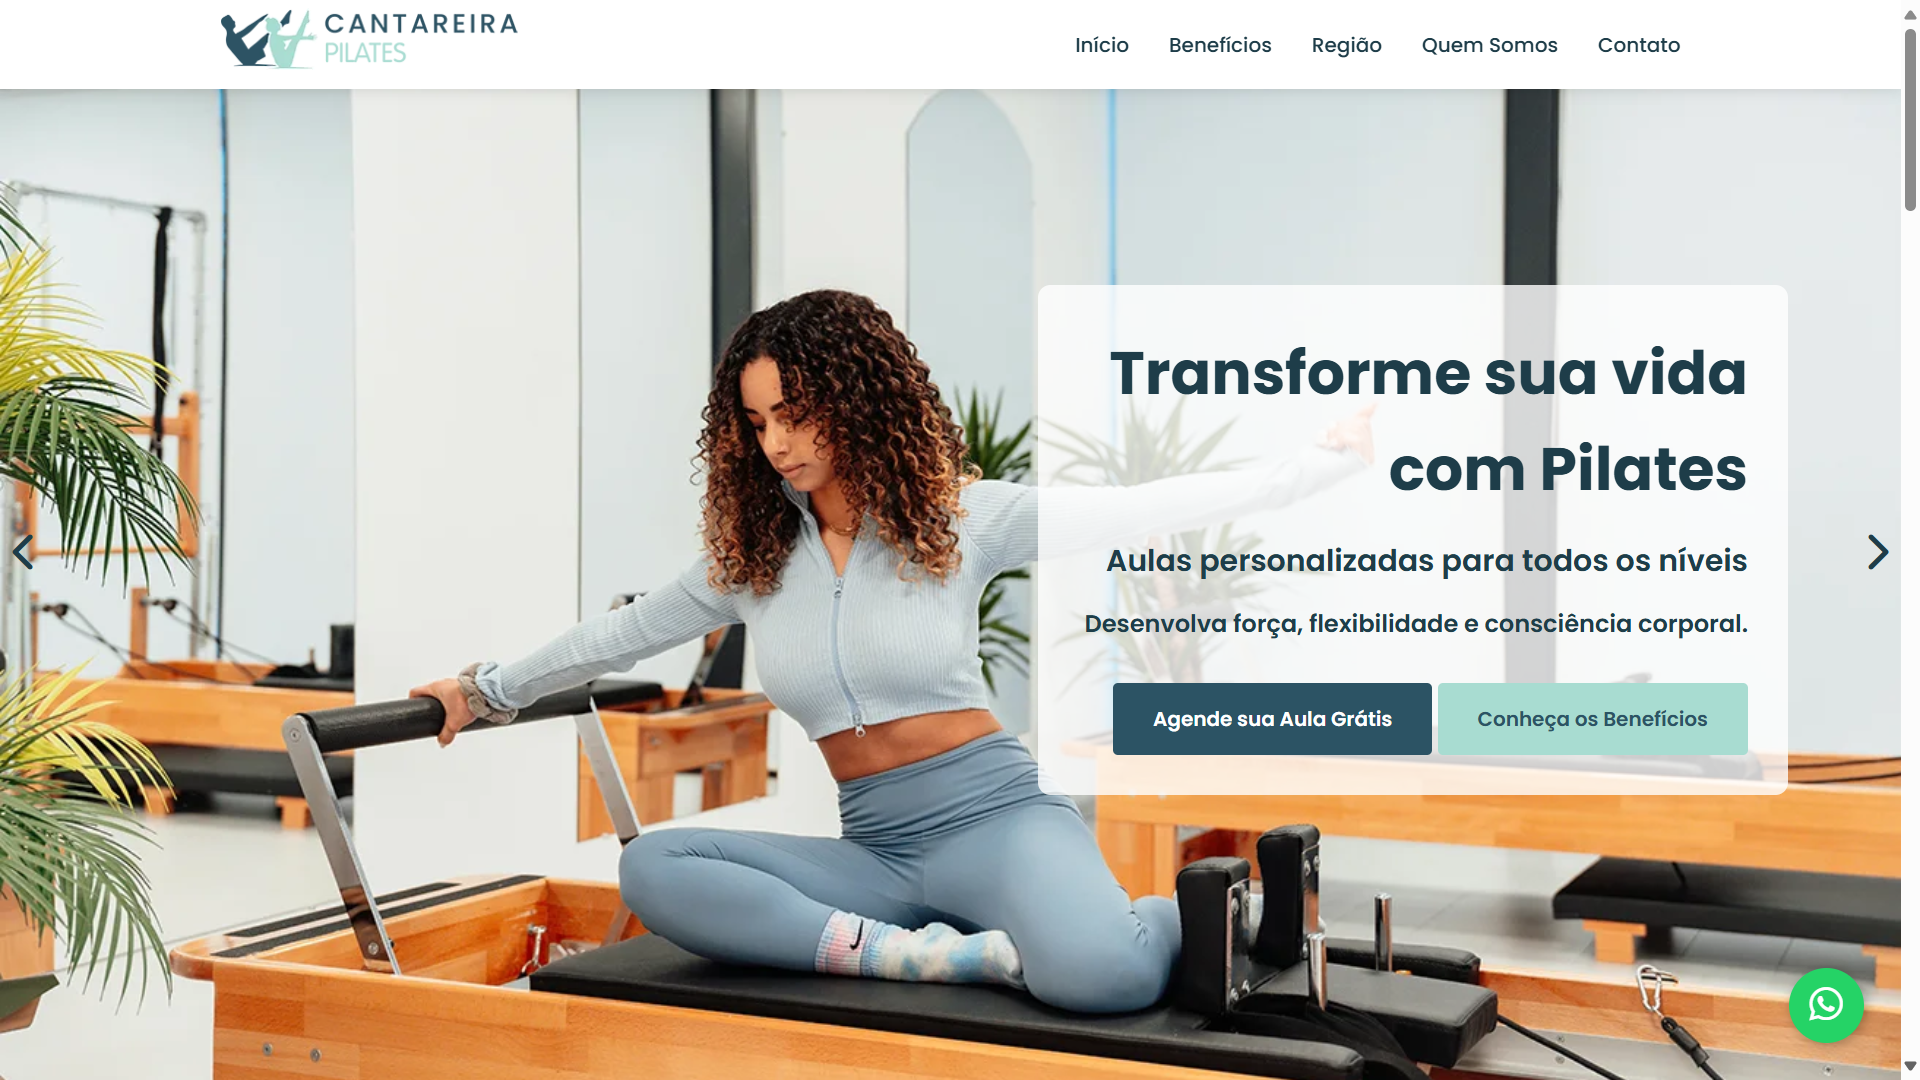 CANTAREIRA
PILATES
Início
Benefícios
Região
Quem Somos
Contato
Transforme sua vida
com Pilates
Aulas personalizadas para todos os níveis
Desenvolva força, flexibilidade e consciência corporal.
Agende sua Aula Grátis
Conheça os Benefícios